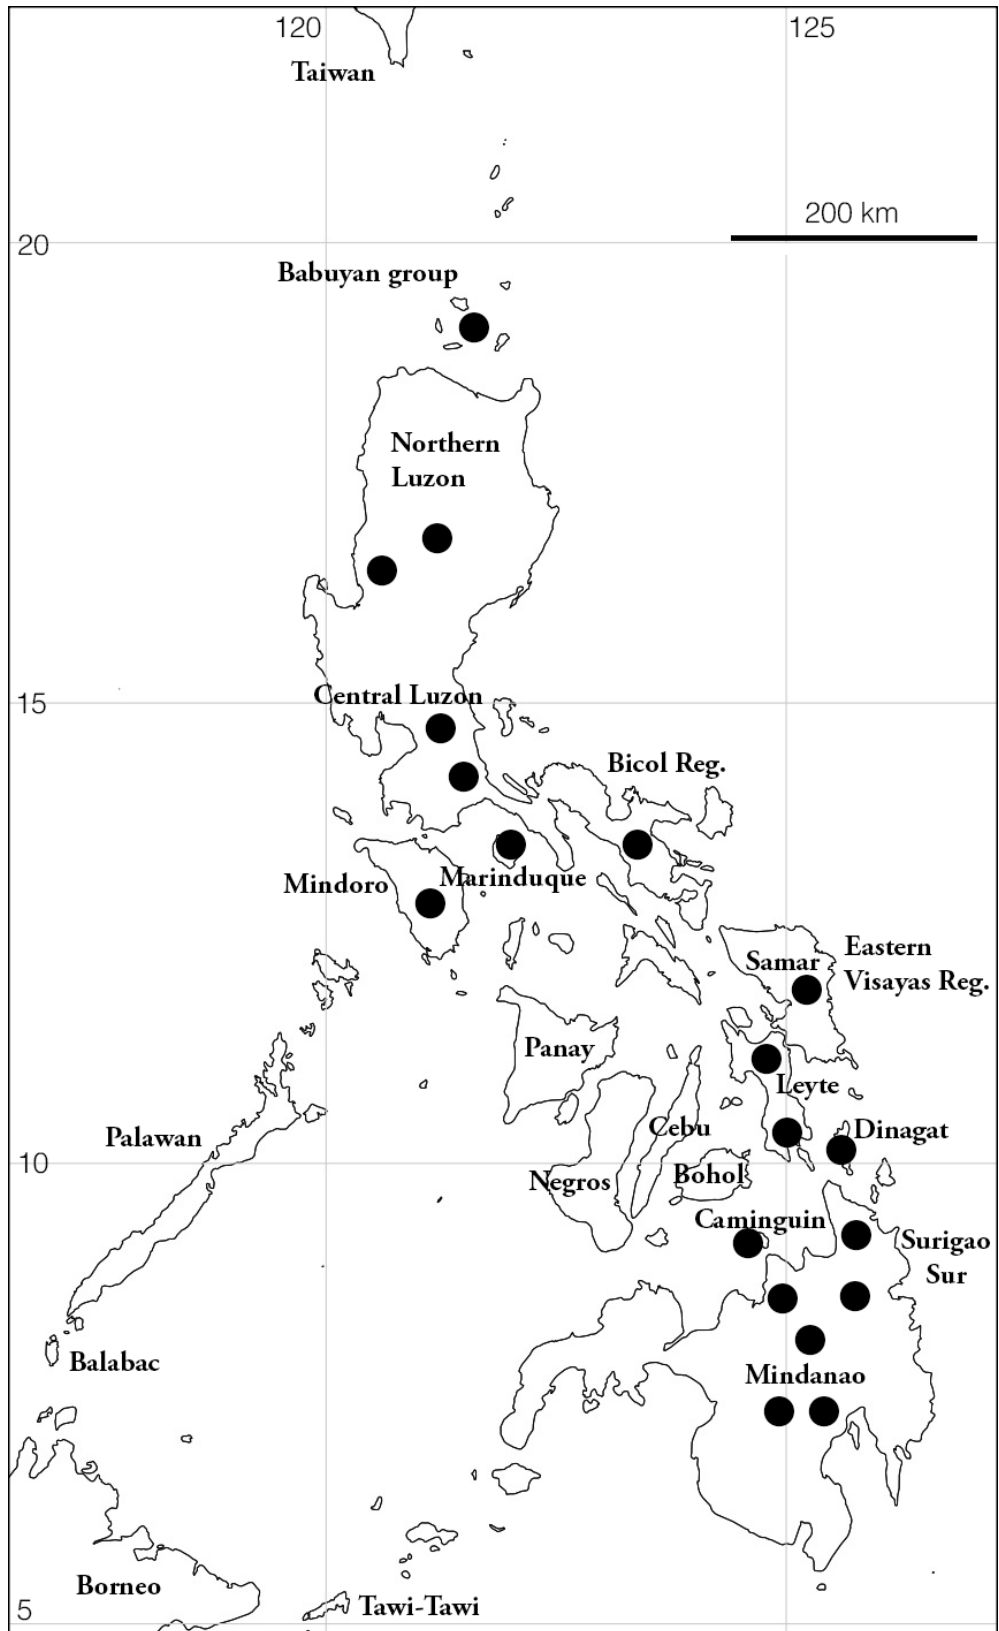 120
125
Taiwan
200 km
20
Babuyan group
Northern
Luzon
15
Central Luzon
Bicol Reg.
Mindoro
Marinduque
Samar
Eastern
Visayas Reg.
Panay
Leyte
Palawan
Cebu
Dinagat
10
Negros
Bohol
Caminguin
Surigao
Sur
Balabac
Mindanao
Borneo
Tawi-Tawi
5